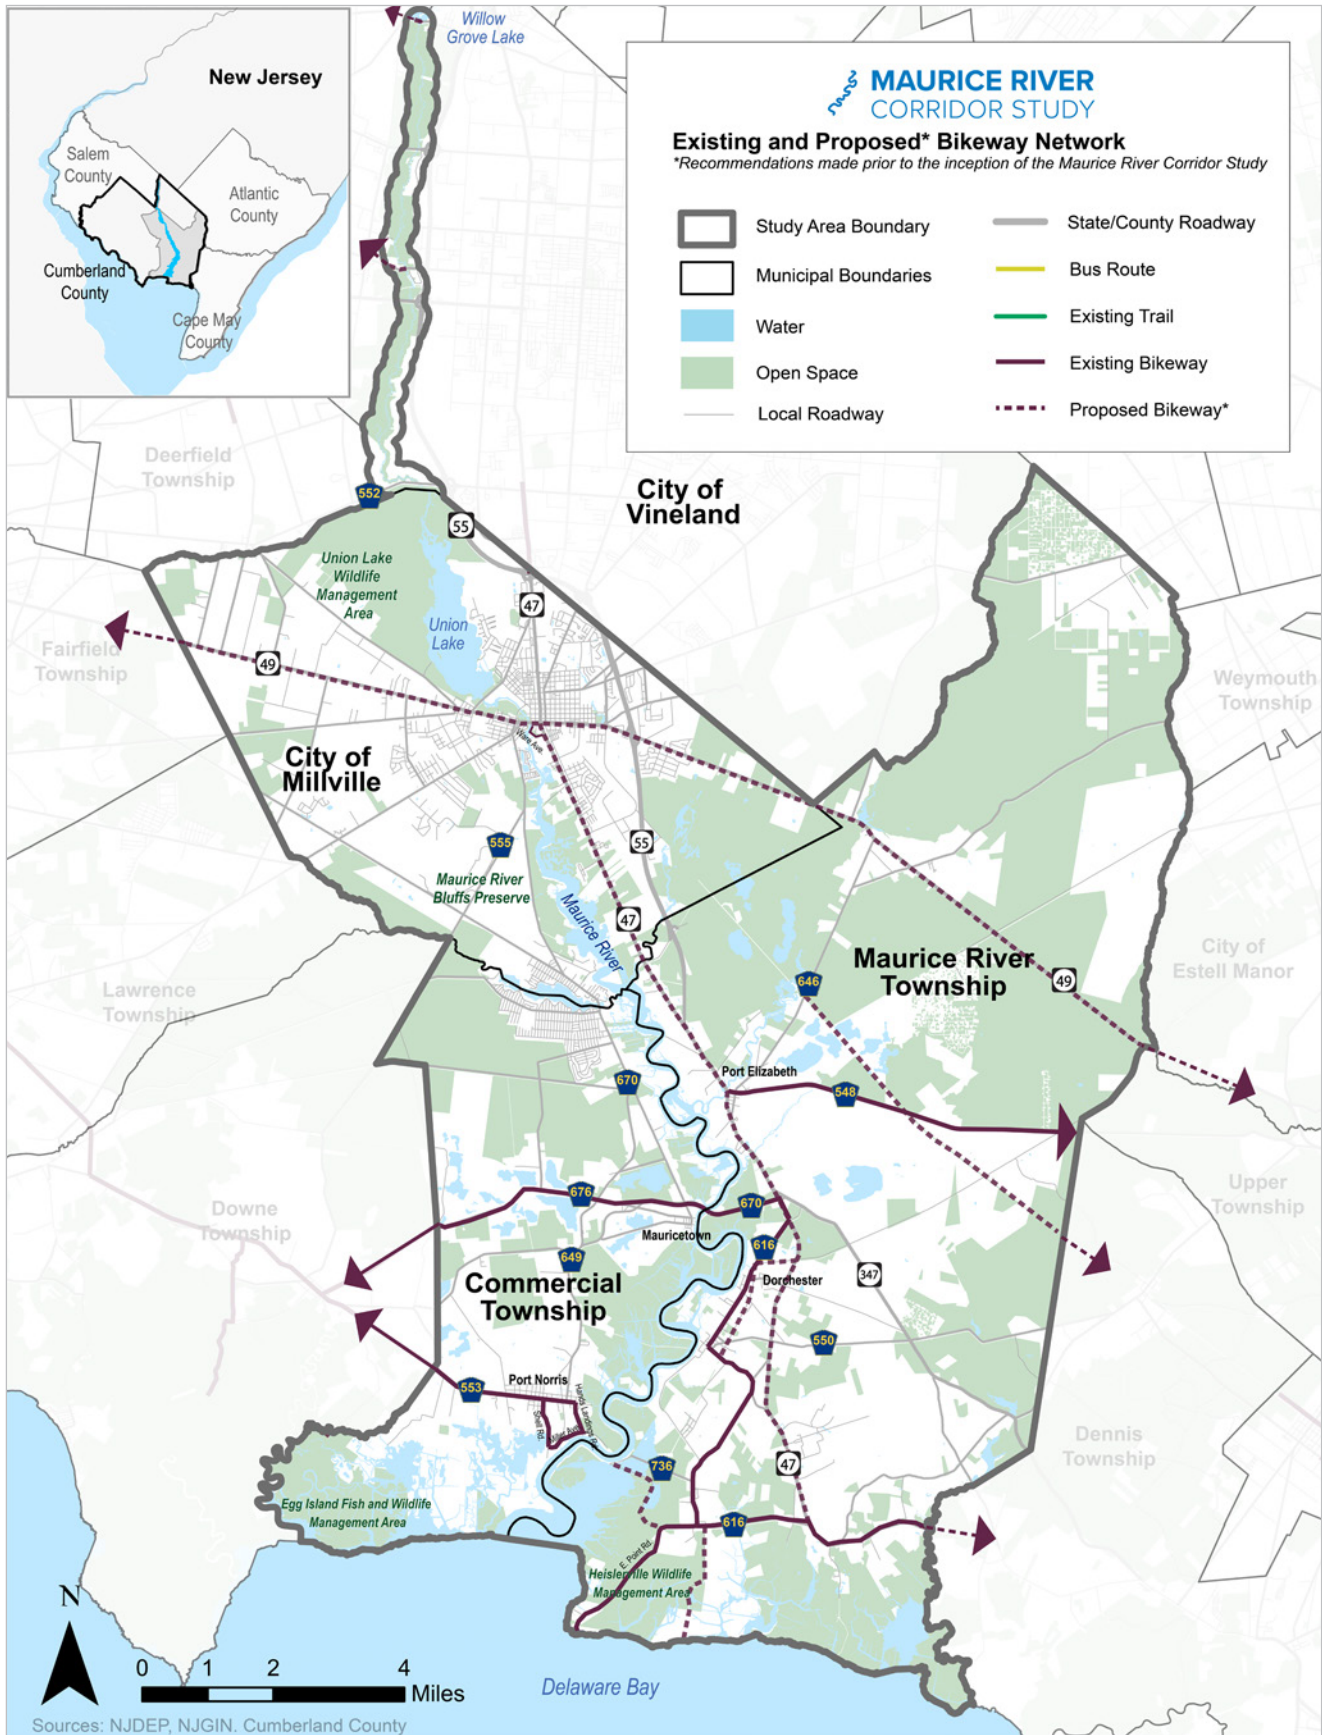 Willow
Grove Lake
New Jersey
Salem
County
Atlantic
County
Cumberland
County
Cape May
County
MAURICE RIVER
CORRIDOR STUDY
Existing and Proposed* Bikeway Network
*Recommendations made prior to the inception of the Maurice River Corridor Study
Study Area Boundary
Municipal Boundaries
Water
Open Space
Local Roadway
State/County Roadway
Bus Route
Existing Trail
Existing Bikeway
Proposed Bikeway*
Deerfield
Township
552
City of
Vineland
55
Union Lake
Wildlife
Management
Area
47
Union
Lake
Fairfield
Township
49
Weymouth
Township
Ware Ave.
City of
Millville
555
55
Maurice River
Bluffs Preserve
47
Maurice River
Maurice River
Township
646
49
City of
Estell Manor
Lawrence
Township
670
Port Elizabeth
548
Downe
Township
676
670
Upper
Township
Mauricetown
616
649
Dorchester
347
Commercial
Township
550
553
Port Norris
Shell Rd.
Miller Ave.
Hands Landing Rd.
Dennis
Township
47
736
Egg Island Fish and Wildlife
Management Area
616
E. Point Rd.
Heislerville Wildlife
Management Area
N
0 1 2 4
Miles
Delaware Bay
Sources: NJDEP, NJGIN. Cumberland County